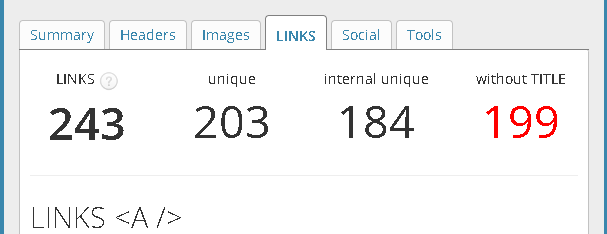 Summary Headers Images LINKS Social Tools
LINKS ? unique internal unique without TITLE
243 203 184 199
LINKS <A />